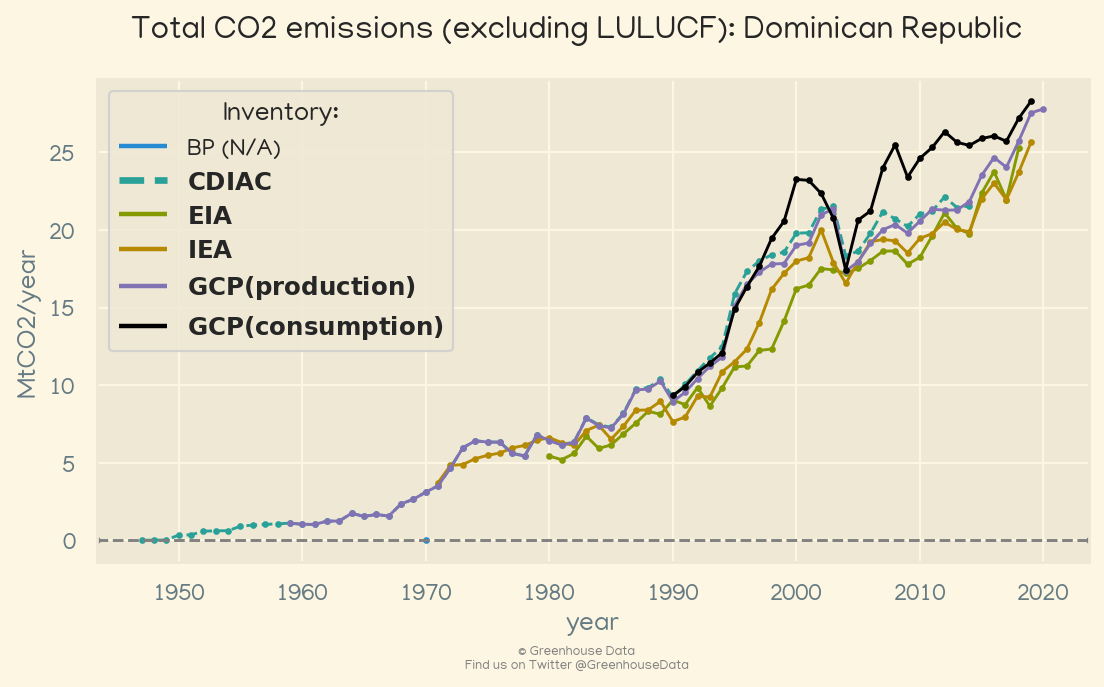 Total CO2 emissions (excluding LULUCF): Dominican Republic
Inventory:
BP (N/A)
CDIAC
EIA
IEA
GCP(production)
GCP(consumption)
MtCO2/year
25
20
15
10
5
0
1950 1960 1970 1980 1990 2000 2010 2020
year
© Greenhouse Data
Find us on Twitter @GreenhouseData